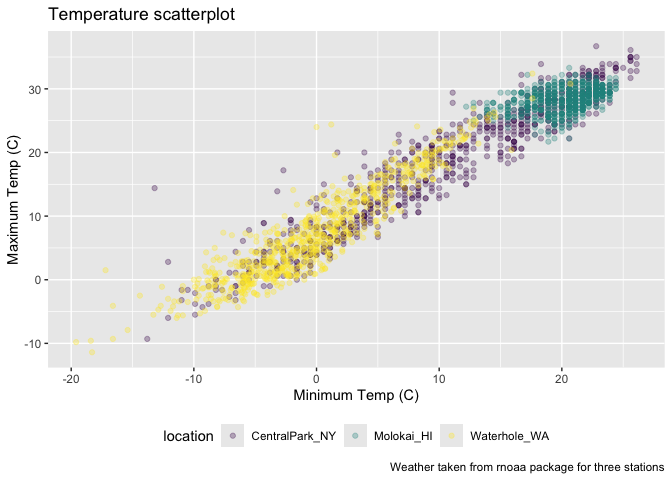 Temperature scatterplot
Maximum Temp (C)
30
20
10
0
-10
-20
-10
0
10
20
Minimum Temp (C)
location
CentralPark_NY
Molokai_HI
Waterhole_WA
Weather taken from rnoaa package for three stations